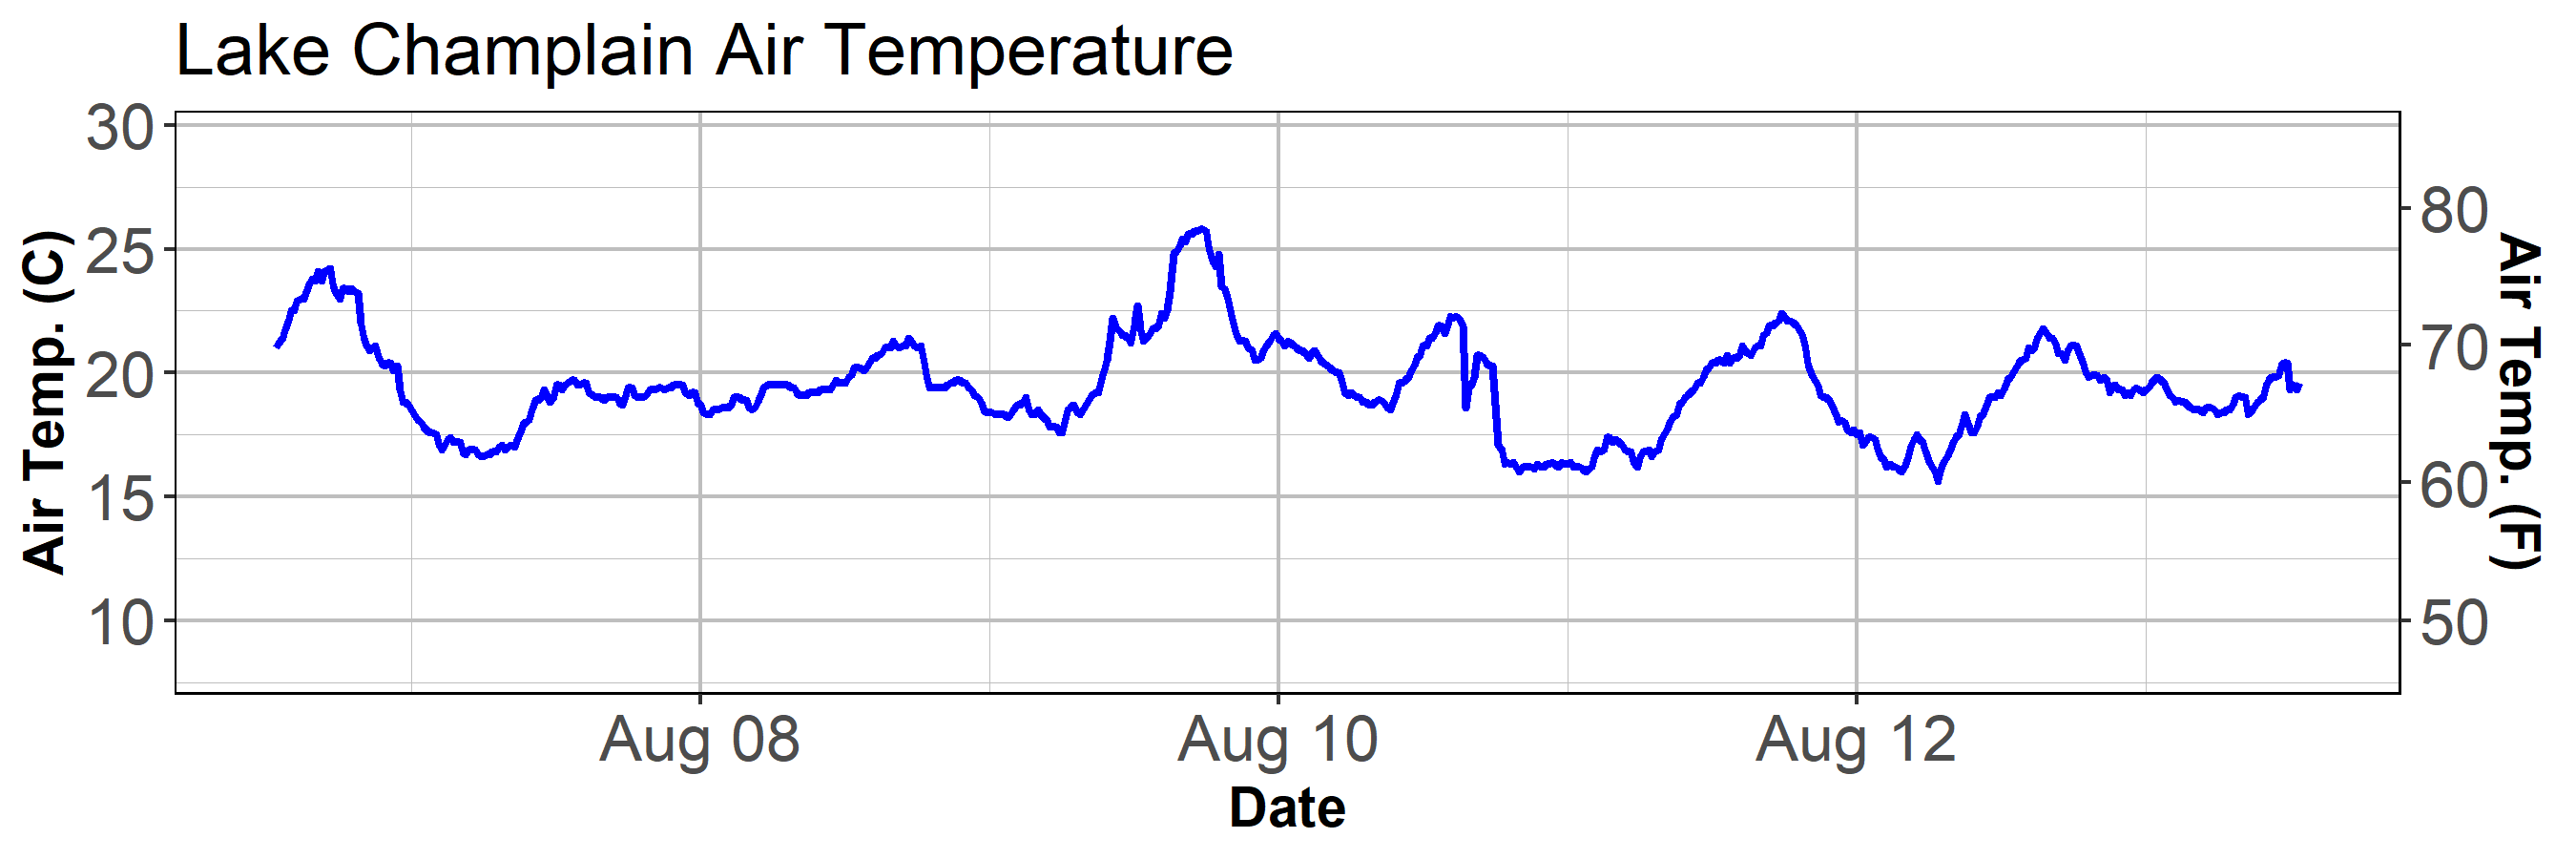 Lake Champlain Air Temperature
Air Temp. (C)
30
25
20
15
10
80
70
60
50
Air Temp. (F)
Aug 08
Aug 10
Aug 12
Date